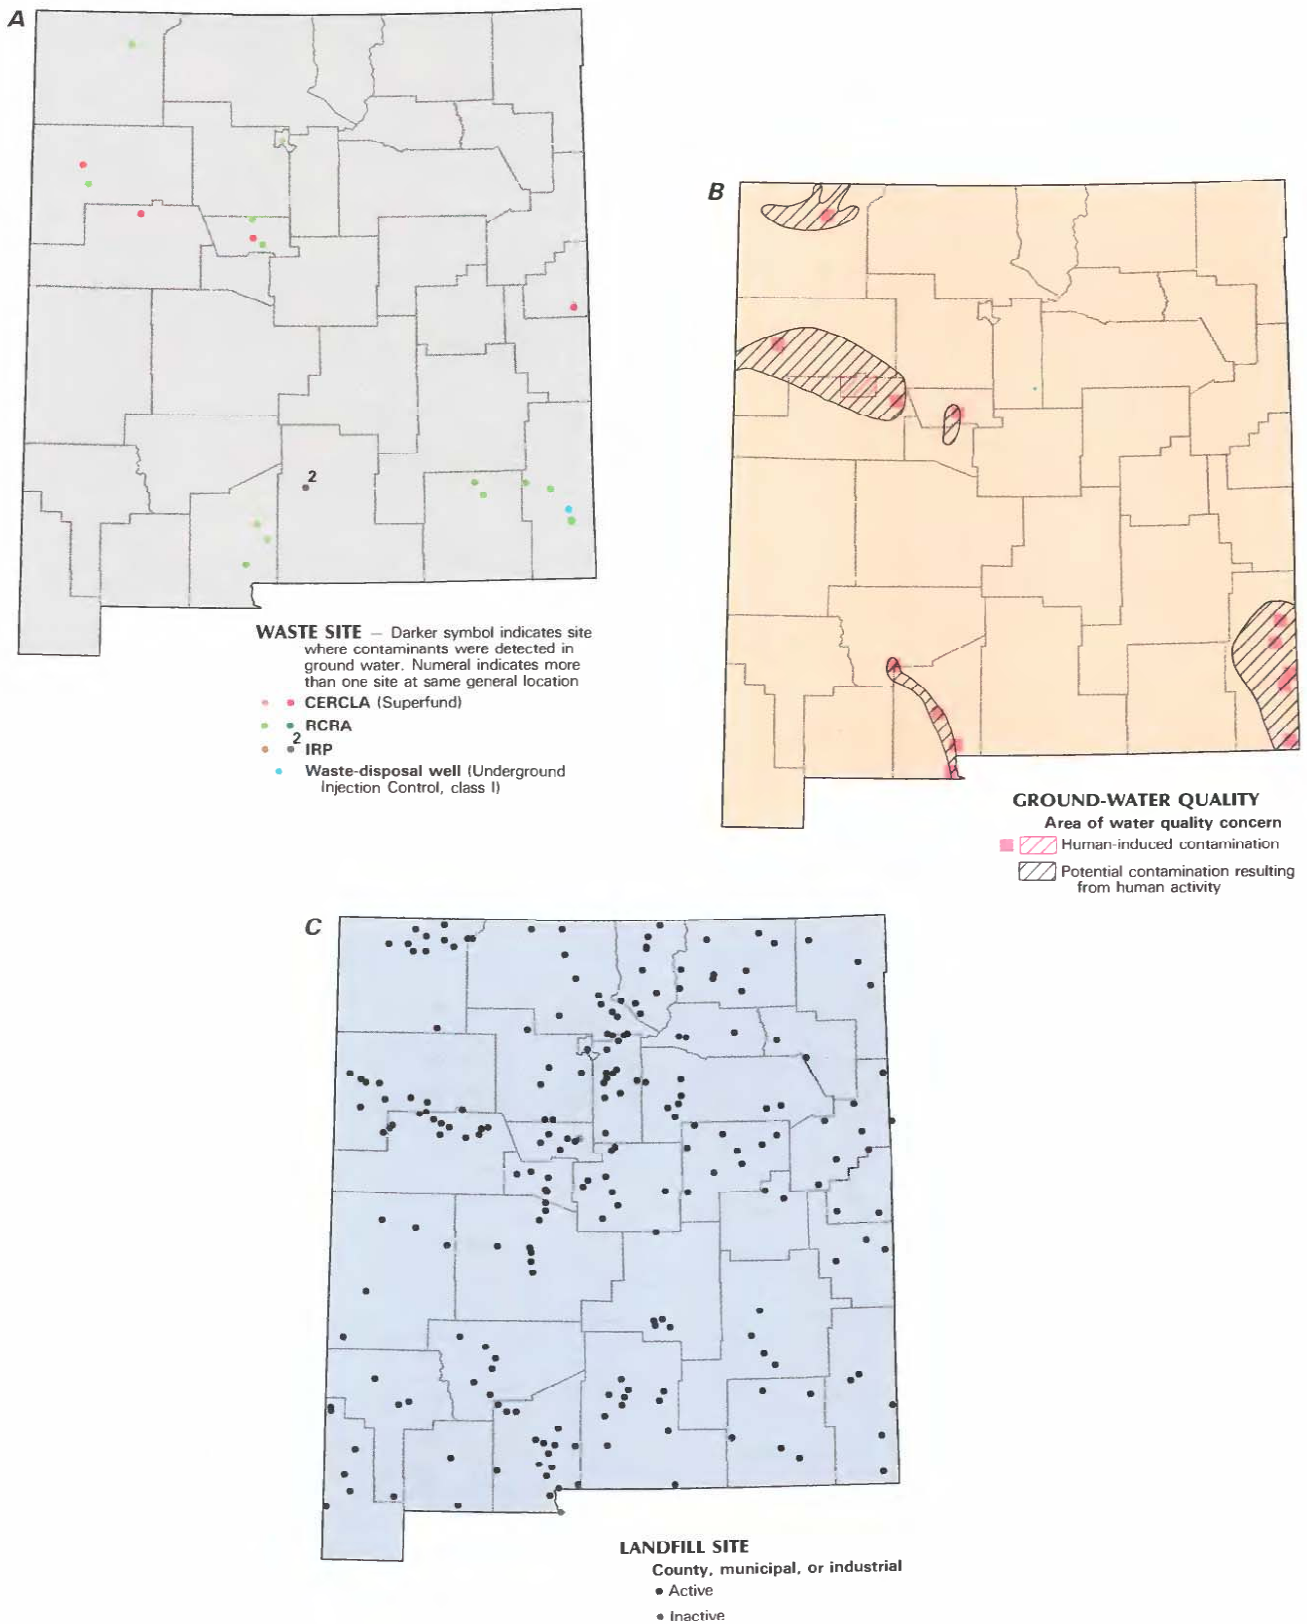 A
2
WASTE SITE — Darker symbol indicates site
where contaminants were detected in
ground water. Numeral indicates more
than one site at same general location
CERCLA (Superfund)
RCRA
2
IRP
Waste-disposal well (Underground
Injection Control, class I)
B
GROUND-WATER QUALITY
Area of water quality concern
Human-induced contamination
Potential contamination resulting
from human activity
C
LANDFILL SITE
County, municipal, or industrial
Active
Inactive